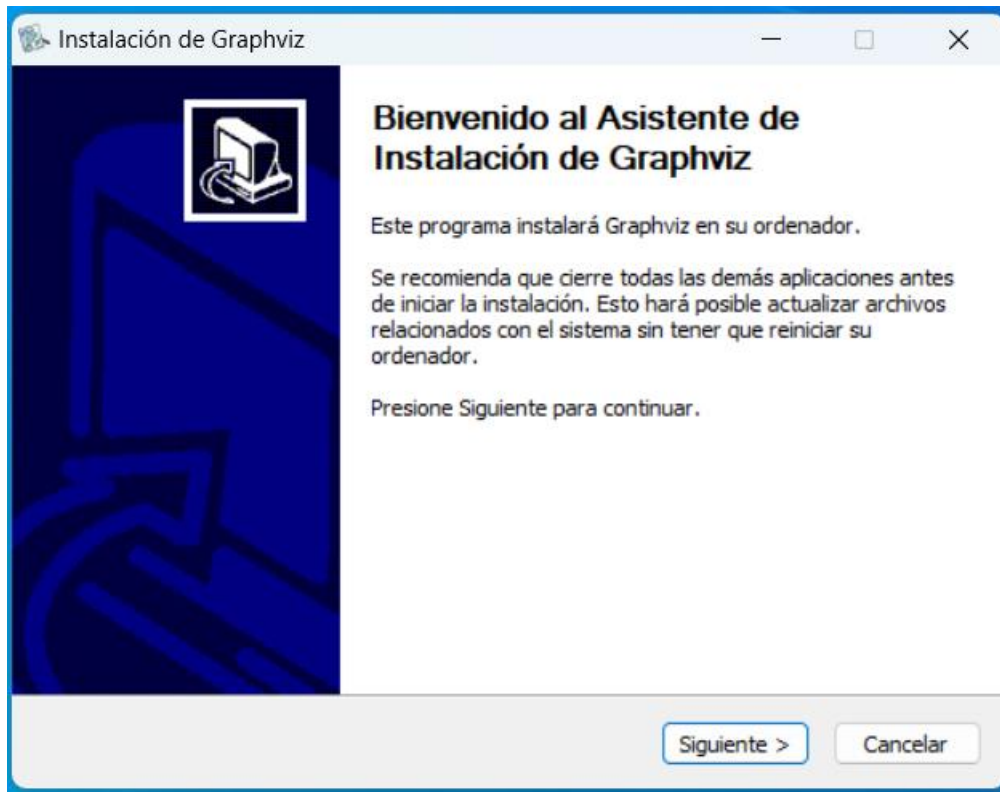 Instalación de Graphviz
Bienvenido al Asistente de
Instalación de Graphviz
Este programa instalará Graphviz en su ordenador.
Se recomienda que cierre todas las demás aplicaciones antes
de iniciar la instalación. Esto hará posible actualizar archivos
relacionados con el sistema sin tener que reiniciar su
ordenador.
Presione Siguiente para continuar.
Siguiente >
Cancelar